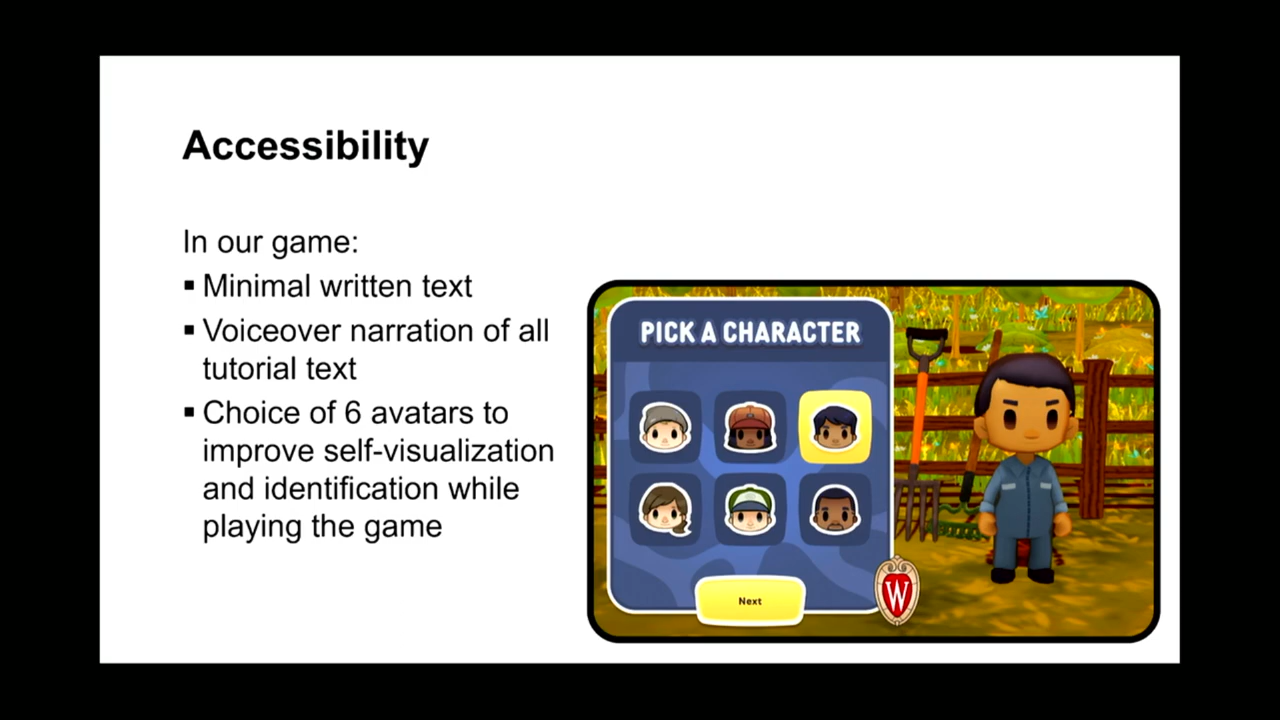 Accessibility
In our game:
▪ Minimal written text
▪ Voiceover narration of all
tutorial text
▪ Choice of 6 avatars to
improve self-visualization
and identification while
playing the game
PICK A CHARACTER
Next
W